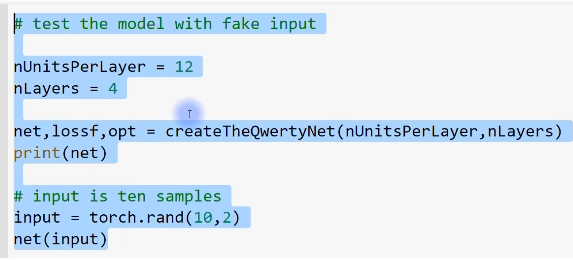 # test the model with fake input
nUnitsPerLayer = 12
nLayers = 4
net,lossf,opt = createTheQwertyNet(nUnitsPerLayer,nLayers)
print(net)
# input is ten samples
input = torch.rand(10,2)
net(input)